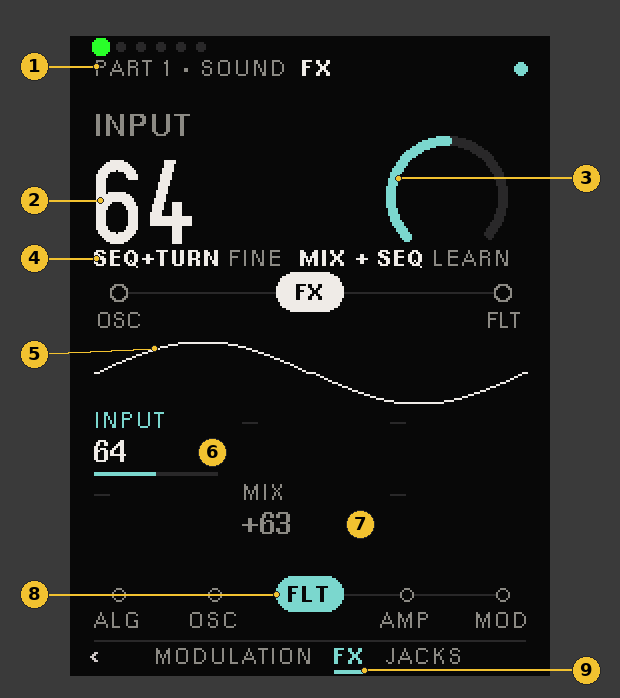 1 PART 1 · SOUND FX
INPUT
2 64 3
4 SEQ+TURN FINE MIX + SEQ LEARN
FX
OSC FLT
5
INPUT — —
64 6
— MIX —
+63 7
8 FLT
ALG OSC AMP MOD
< MODULATION FX JACKS
9